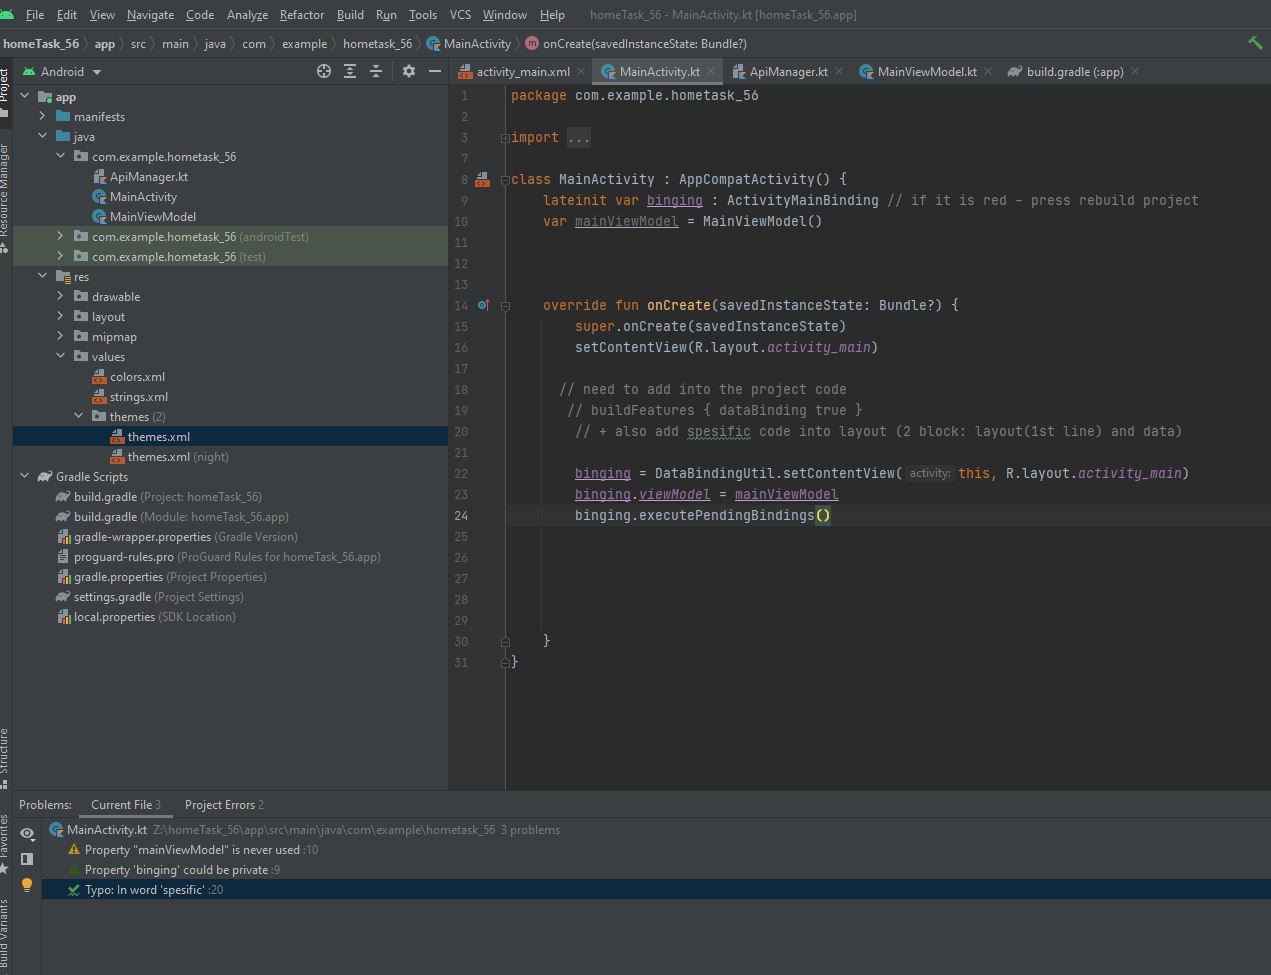 File Edit View Navigate Code Analyze Refactor Build Run Tools VCS Window Help homeTask_56 - MainActivity.kt [homeTask_56.app]
homeTask_56 app src main java com example hometask_56 MainActivity onCreate(savedInstanceState: Bundle?)
Project
Resource Manager
Structure
Favorites
Build Variants
Android
activity_main.xml MainActivity.kt ApiManager.kt MainViewModel.kt build.gradle (:app)
app
manifests
java
com.example.hometask_56
ApiManager.kt
MainActivity
MainViewModel
com.example.hometask_56 (androidTest)
com.example.hometask_56 (test)
res
drawable
layout
mipmap
values
colors.xml
strings.xml
themes (2)
themes.xml
themes.xml (night)
Gradle Scripts
build.gradle (Project: homeTask_56)
build.gradle (Module: homeTask_56.app)
gradle-wrapper.properties (Gradle Version)
proguard-rules.pro (ProGuard Rules for homeTask_56.app)
gradle.properties (Project Properties)
settings.gradle (Project Settings)
local.properties (SDK Location)
1 package com.example.hometask_56
2
3 import ...
7
8 class MainActivity : AppCompatActivity() {
9 lateinit var binging : ActivityMainBinding // if it is red - press rebuild project
10 var mainViewModel = MainViewModel()
11
12
13
14 override fun onCreate(savedInstanceState: Bundle?) {
15 super.onCreate(savedInstanceState)
16 setContentView(R.layout.activity_main)
17
18 // need to add into the project code
19 // buildFeatures { dataBinding true }
20 // + also add spesific code into layout (2 block: layout(1st line) and data)
21
22 binging = DataBindingUtil.setContentView( activity: this, R.layout.activity_main)
23 binging.viewModel = mainViewModel
24 binging.executePendingBindings()
25
26
27
28
29
30 }
31 }
Problems: Current File 3 Project Errors 2
MainActivity.kt Z:\homeTask_56\app\src\main\java\com\example\hometask_56 3 problems
Property "mainViewModel" is never used :10
Property 'binging' could be private :9
Typo: In word 'spesific' :20